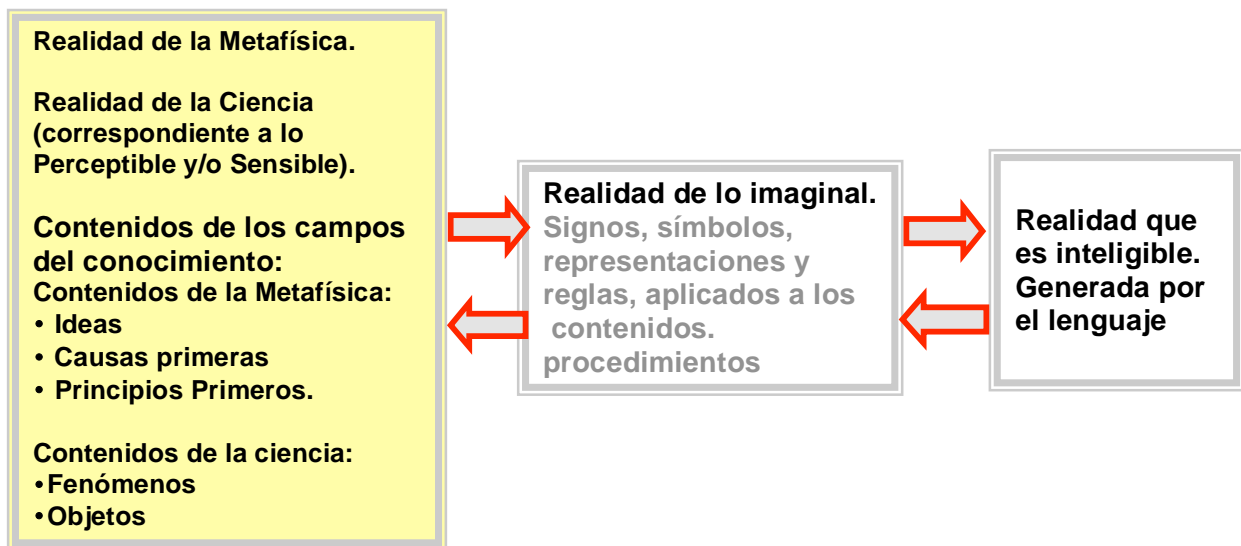 Realidad de la Metafísica.
Realidad de la Ciencia
(correspondiente a lo
Perceptible y/o Sensible).
Contenidos de los campos
del conocimiento:
Contenidos de la Metafísica:
• Ideas
• Causas primeras
• Principios Primeros.
Contenidos de la ciencia:
• Fenómenos
• Objetos
Realidad de lo imaginal.
Signos, símbolos,
representaciones y
reglas, aplicados a los
contenidos.
procedimientos
Realidad que
es inteligible.
Generada por
el lenguaje